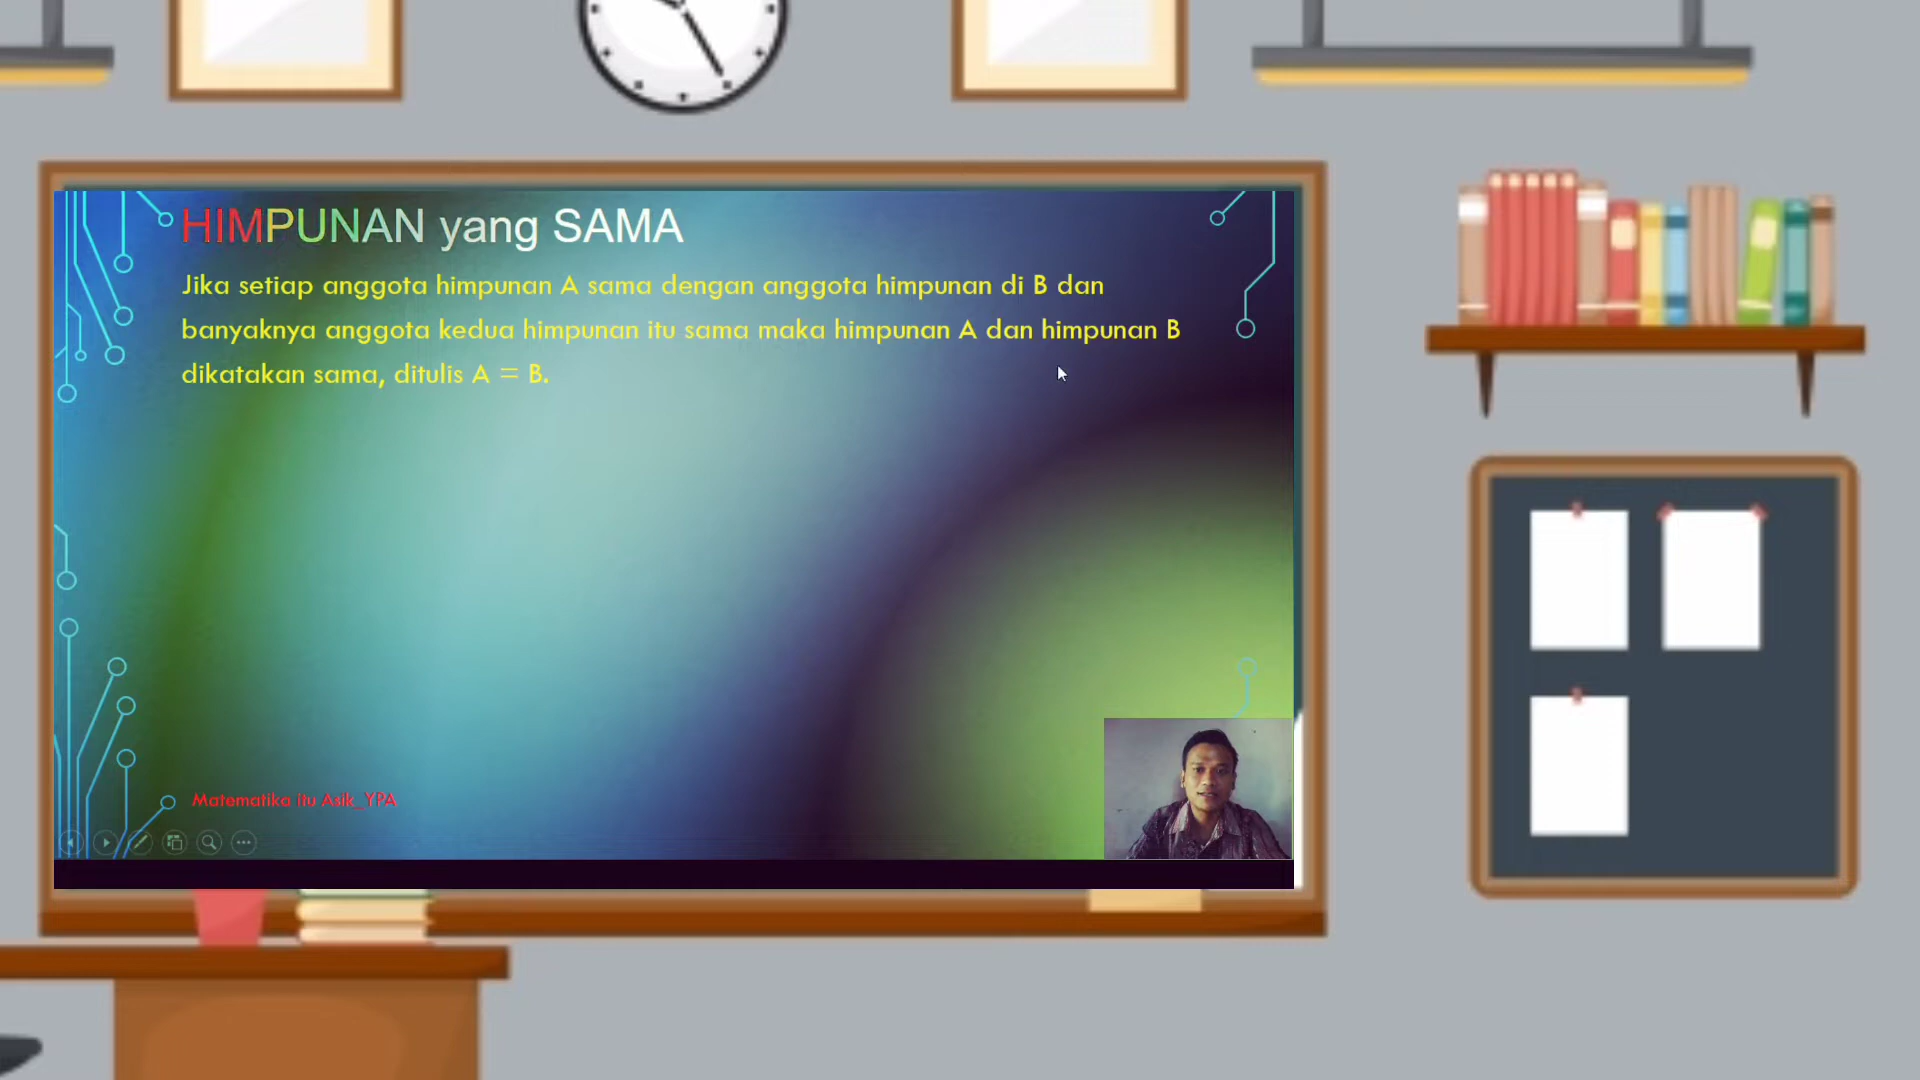 HIMPUNAN yang SAMA
Jika setiap anggota himpunan A sama dengan anggota himpunan di B dan
banyaknya anggota kedua himpunan itu sama maka himpunan A dan himpunan B
dikatakan sama, ditulis A = B.
Matematika itu Asik_YPA